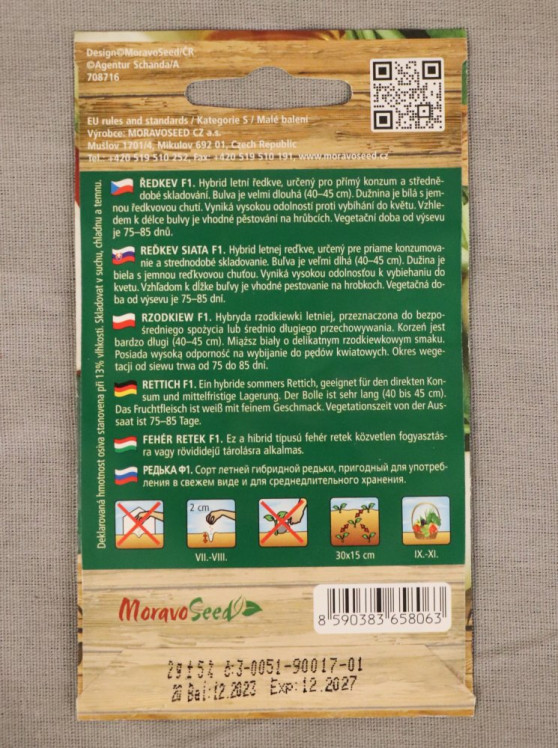 Design©MoravoSeed/ČR
©Agentur Schanda/A
708716
EU rules and standards / Kategorie S / Malé balení
Výrobce: MORAVOSEED CZ a.s.
Mušlov 1701/4, Mikulov 692 01, Czech Republic
Tel. +420 519 510 252, Fax: +420 519 510 191, www.moravoseed.cz
Deklarovaná hmotnost osiva stanovena při 13% vlhkosti. Skladovat v suchu, chladnu a temnu.
ŘEDKEV F1. Hybrid letní ředkve, určený pro přímý konzum a středně-
dobé skladování. Bulva je velmi dlouhá (40–45 cm). Dužnina je bílá s jem-
nou ředkvovou chutí. Vyniká vysokou odolností proti vybíhání do květu. Vzhle-
dem k délce bulvy je vhodné pěstování na hrůbcích. Vegetační doba od výsevu
je 75–85 dnů.
REĎKEV SIATA F1. Hybrid letnej reďkve, určený pre priame konzumova-
nie a strednodobé skladovanie. Buľva je veľmi dlhá (40–45 cm). Dužina je
biela s jemnou reďkvovou chuťou. Vyniká vysokou odolnosťou k vybiehaniu do
kvetu. Vzhľadom k dĺžke buľvy je vhodné pestovanie na hrobkoch. Vegetačná do-
ba od výsevu je 75–85 dní.
RZODKIEW F1. Hybryda rzodkiewki letniej, przeznaczona do bezpo-
średniego spożycia lub średnio długiego przechowywania. Korzeń jest
bardzo długi (40–45 cm). Miąższ biały o delikatnym rzodkiewkowym smaku.
Posiada wysoką odporność na wybijanie do pędów kwiatowych. Okres wege-
tacji od siewu trwa od 75 do 85 dni.
RETTICH F1. Ein hybride sommers Rettich, geeignet für den direkten Kon-
sum und mittelfristige Lagerung. Der Bolle ist sehr lang (40 bis 45 cm).
Das Fruchtfleisch ist weiß mit feinem Geschmack. Vegetationszeit von der Aus-
saat ist 75–85 Tage.
FEHÉR RETEK F1. Ez a hibrid típusú fehér retek közvetlen fogyasztás-
ra vagy rövididejű tárolásra alkalmas.
РЕДЬКА Ф1. Сорт летней гибридной редьки, пригодный для употреб-
ления в свежем виде и для среднедлительного хранения.
2 cm
VII.-VIII.
30x15 cm
IX.-XI.
MoravoSeed
8 590383 658063
2g±5% č:3-0051-90017-01
20 Bal:12.2023 Exp:12.2027